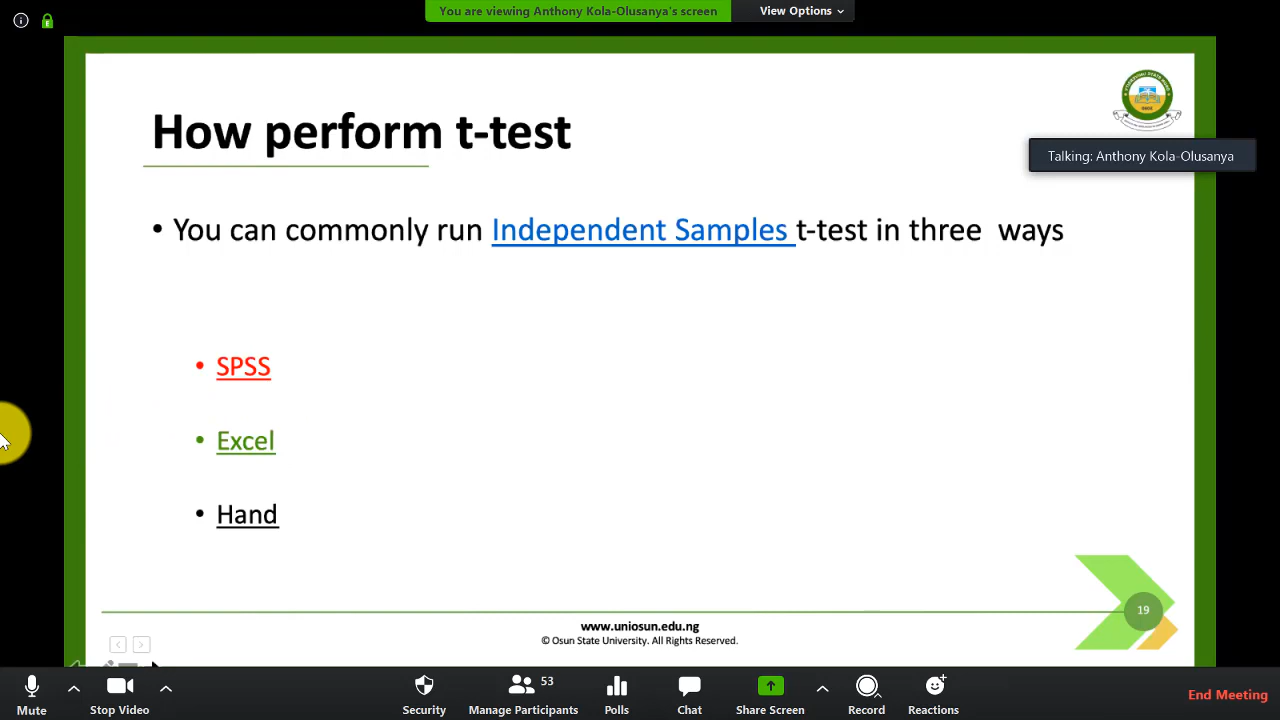 You are viewing Anthony Kola-Olusanya's screen
View Options
How perform t-test
Talking: Anthony Kola-Olusanya
• You can commonly run Independent Samples t-test in three ways
• SPSS
• Excel
• Hand
19
www.uniosun.edu.ng
© Osun State University. All Rights Reserved.
Mute
Stop Video
Security
53
Manage Participants
Polls
Chat
Share Screen
Record
Reactions
End Meeting